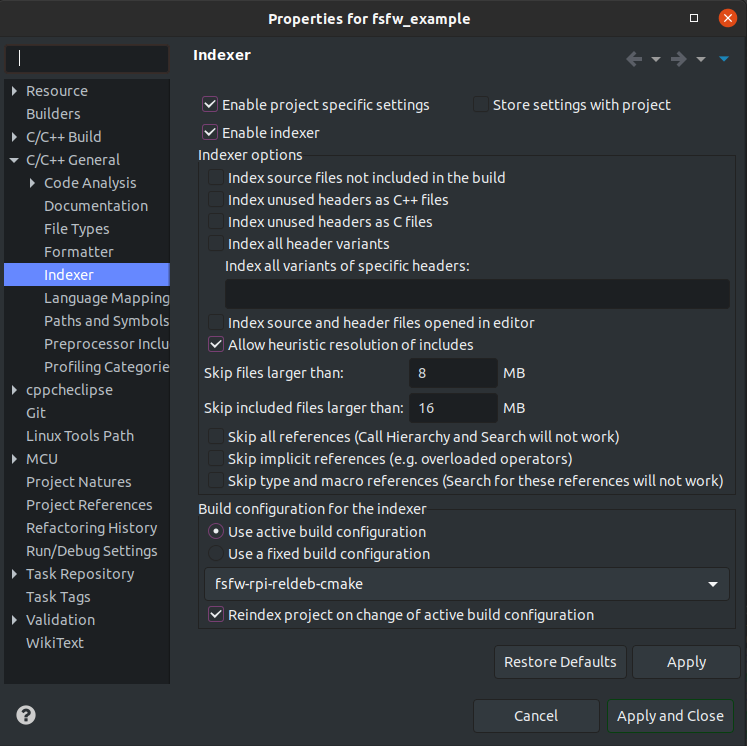 Properties for fsfw_example
Resource
Builders
C/C++ Build
C/C++ General
Code Analysis
Documentation
File Types
Formatter
Indexer
Language Mapping
Paths and Symbols
Preprocessor Inclu
Profiling Categorie
cppcheclipse
Git
Linux Tools Path
MCU
Project Natures
Project References
Refactoring History
Run/Debug Settings
Task Repository
Task Tags
Validation
WikiText
Indexer
Enable project specific settings
Store settings with project
Enable indexer
Indexer options
Index source files not included in the build
Index unused headers as C++ files
Index unused headers as C files
Index all header variants
Index all variants of specific headers:
Index source and header files opened in editor
Allow heuristic resolution of includes
Skip files larger than: 8 MB
Skip included files larger than: 16 MB
Skip all references (Call Hierarchy and Search will not work)
Skip implicit references (e.g. overloaded operators)
Skip type and macro references (Search for these references will not work)
Build configuration for the indexer
Use active build configuration
Use a fixed build configuration
fsfw-rpi-reldeb-cmake
Reindex project on change of active build configuration
Restore Defaults
Apply
?
Cancel
Apply and Close